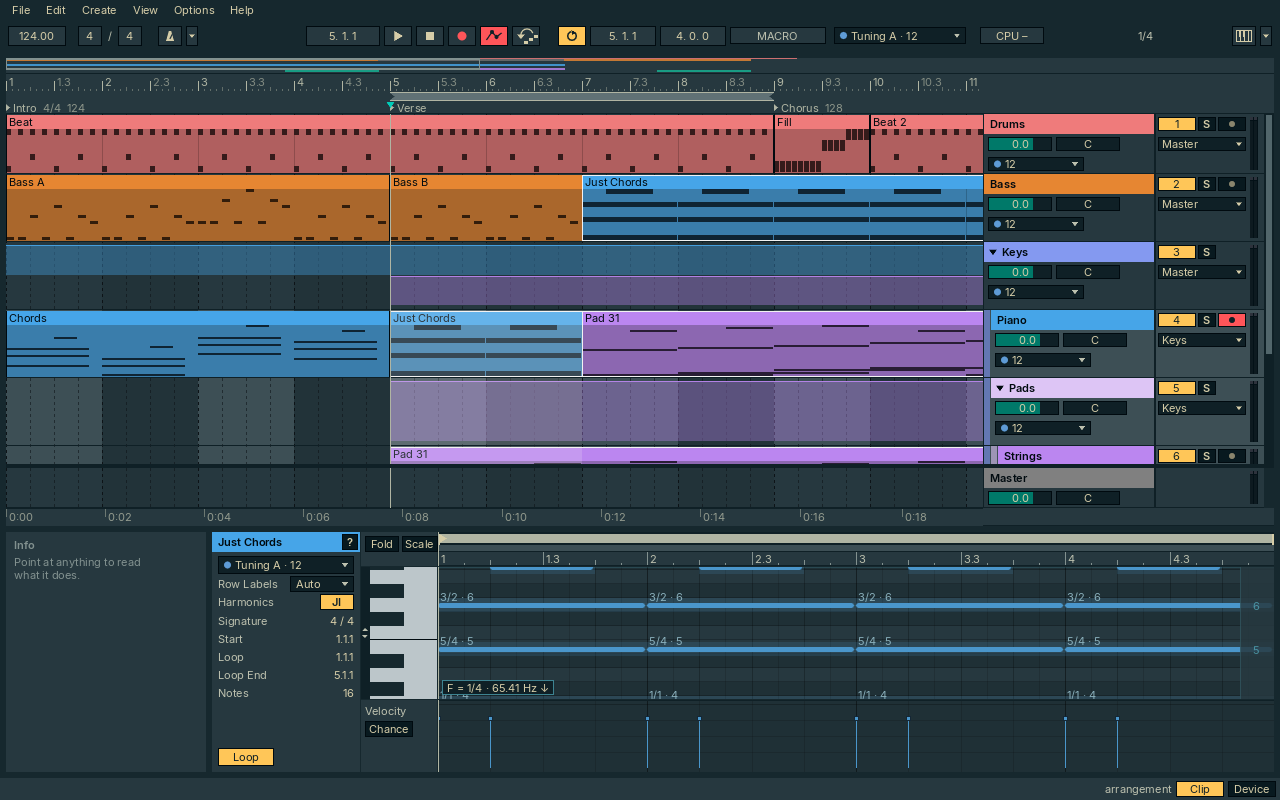 File Edit Create View Options Help
124.00 4 / 4 5. 1. 1 5. 1. 1 4. 0. 0 MACRO Tuning A · 12 CPU – 1/4
1 1.3 2 2.3 3 3.3 4 4.3 5 5.3 6 6.3 7 7.3 8 8.3 9 9.3 10 10.3 11
Intro 4/4 124 Verse Chorus 128
Beat Fill Beat 2 Drums 1 S
0.0 C Master
12
Bass A Bass B Just Chords Bass 2 S
0.0 C Master
12
Keys 3 S
0.0 C Master
12
Chords Just Chords Pad 31 Piano 4 S
0.0 C Keys
12
Pads 5 S
0.0 C Keys
12
Pad 31 Strings 6 S
Master
0.0 C
0:00 0:02 0:04 0:06 0:08 0:10 0:12 0:14 0:16 0:18
Info
Point at anything to read
what it does.
Just Chords ?
Tuning A · 12
Row Labels Auto
Harmonics JI
Signature 4 / 4
Start 1.1.1
Loop 1.1.1
Loop End 5.1.1
Notes 16
Loop
Fold Scale
1 1.3 2 2.3 3 3.3 4 4.3
3/2 · 6 3/2 · 6 3/2 · 6 3/2 · 6 6
5/4 · 5 5/4 · 5 5/4 · 5 5/4 · 5 5
F = 1/4 · 65.41 Hz ↓
1/1 · 4 1/1 · 4 1/1 · 4 1/1 · 4
Velocity
Chance
arrangement Clip Device